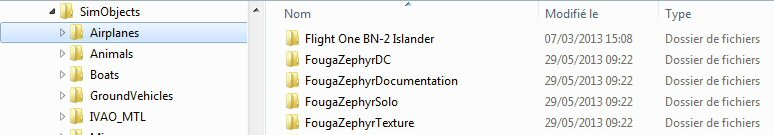 SimObjects
Airplanes
Animals
Boats
GroundVehicles
IVAO_MTL
Nom Modifié le Type
Flight One BN-2 Islander 07/03/2013 15:08 Dossier de fichiers
FougaZephyrDC 29/05/2013 09:22 Dossier de fichiers
FougaZephyrDocumentation 29/05/2013 09:22 Dossier de fichiers
FougaZephyrSolo 29/05/2013 09:22 Dossier de fichiers
FougaZephyrTexture 29/05/2013 09:22 Dossier de fichiers